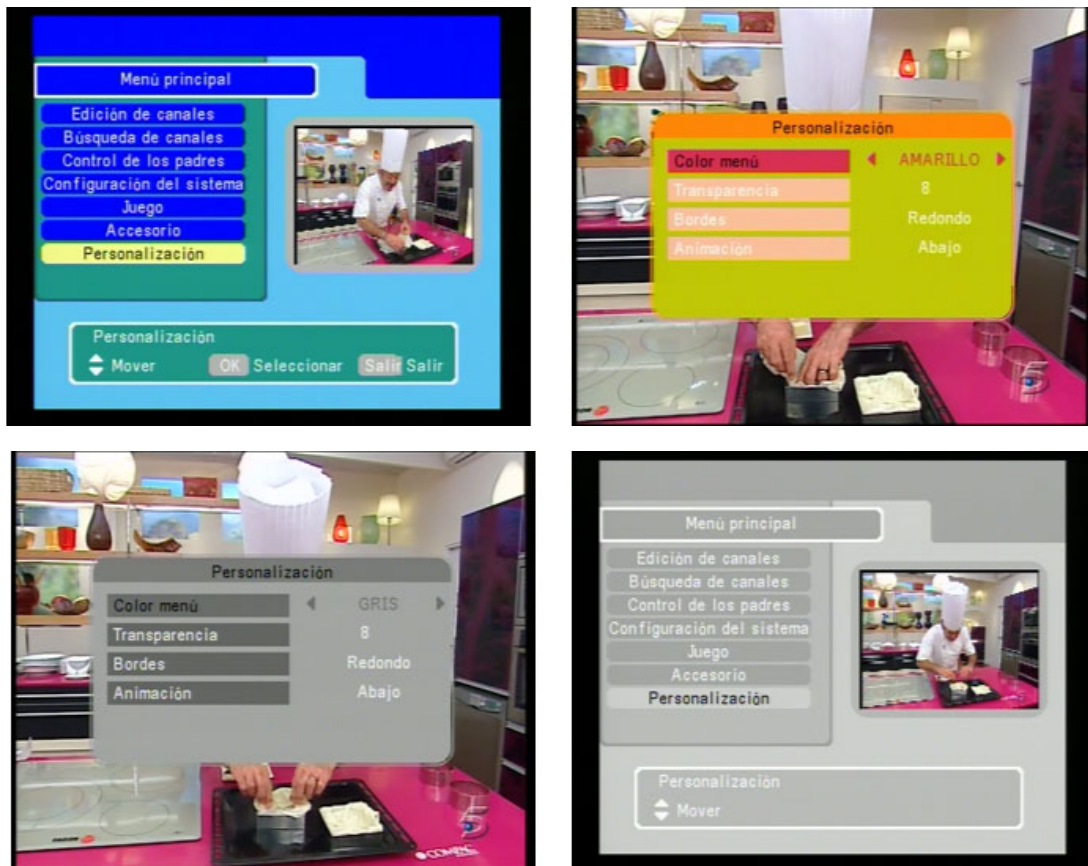 Menú principal
Edición de canales
Búsqueda de canales
Control de los padres
Configuración del sistema
Juego
Accesorio
Personalización
Personalización
Mover OK Seleccionar Salir Salir
Personalización
Color menú AMARILLO
Transparencia 8
Bordes Redondo
Animación Abajo
5
Personalización
Color menú GRIS
Transparencia 8
Bordes Redondo
Animación Abajo
5
Menú principal
Edición de canales
Búsqueda de canales
Control de los padres
Configuración del sistema
Juego
Accesorio
Personalización
Personalización
Mover